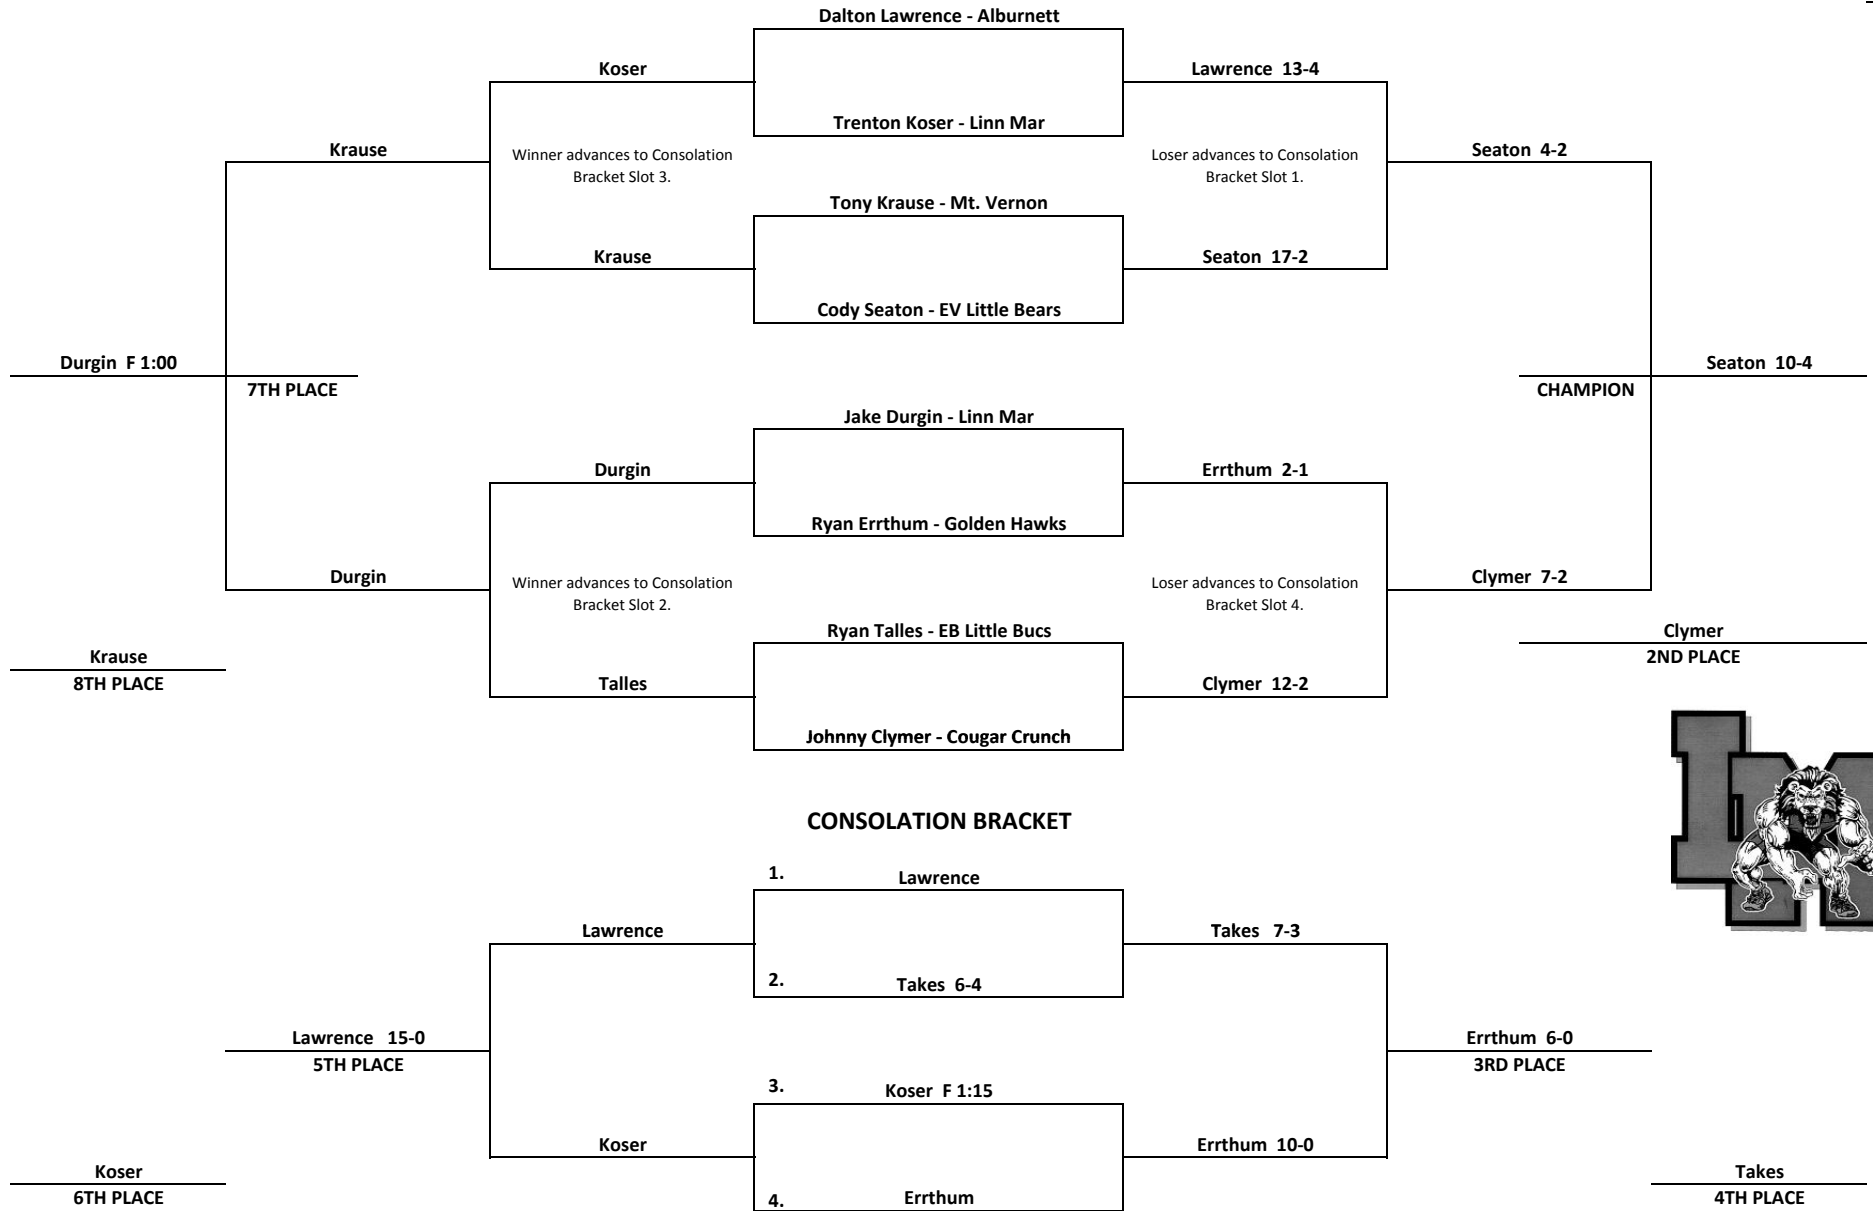 Dalton Lawrence - Alburnett
Koser
Lawrence 13-4
Trenton Koser - Linn Mar
Krause
Winner advances to Consolation
Bracket Slot 3.
Loser advances to Consolation
Bracket Slot 1.
Seaton 4-2
Tony Krause - Mt. Vernon
Krause
Seaton 17-2
Cody Seaton - EV Little Bears
Durgin F 1:00
7TH PLACE
Seaton 10-4
CHAMPION
Jake Durgin - Linn Mar
Durgin
Errthum 2-1
Ryan Errthum - Golden Hawks
Durgin
Winner advances to Consolation
Bracket Slot 2.
Loser advances to Consolation
Bracket Slot 4.
Clymer 7-2
Ryan Talles - EB Little Bucs
Krause
8TH PLACE
Clymer
2ND PLACE
Talles
Clymer 12-2
Johnny Clymer - Cougar Crunch
CONSOLATION BRACKET
1. Lawrence
Lawrence
Takes 7-3
2. Takes 6-4
Lawrence 15-0
5TH PLACE
Errthum 6-0
3RD PLACE
3. Koser F 1:15
Koser
Errthum 10-0
Koser
6TH PLACE
4. Errthum
Takes
4TH PLACE
LM